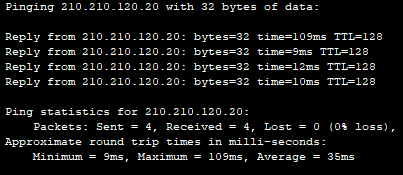 Pinging 210.210.120.20 with 32 bytes of data:
Reply from 210.210.120.20: bytes=32 time=109ms TTL=128
Reply from 210.210.120.20: bytes=32 time=9ms TTL=128
Reply from 210.210.120.20: bytes=32 time=12ms TTL=128
Reply from 210.210.120.20: bytes=32 time=10ms TTL=128
Ping statistics for 210.210.120.20:
Packets: Sent = 4, Received = 4, Lost = 0 (0% loss),
Approximate round trip times in milli-seconds:
Minimum = 9ms, Maximum = 109ms, Average = 35ms